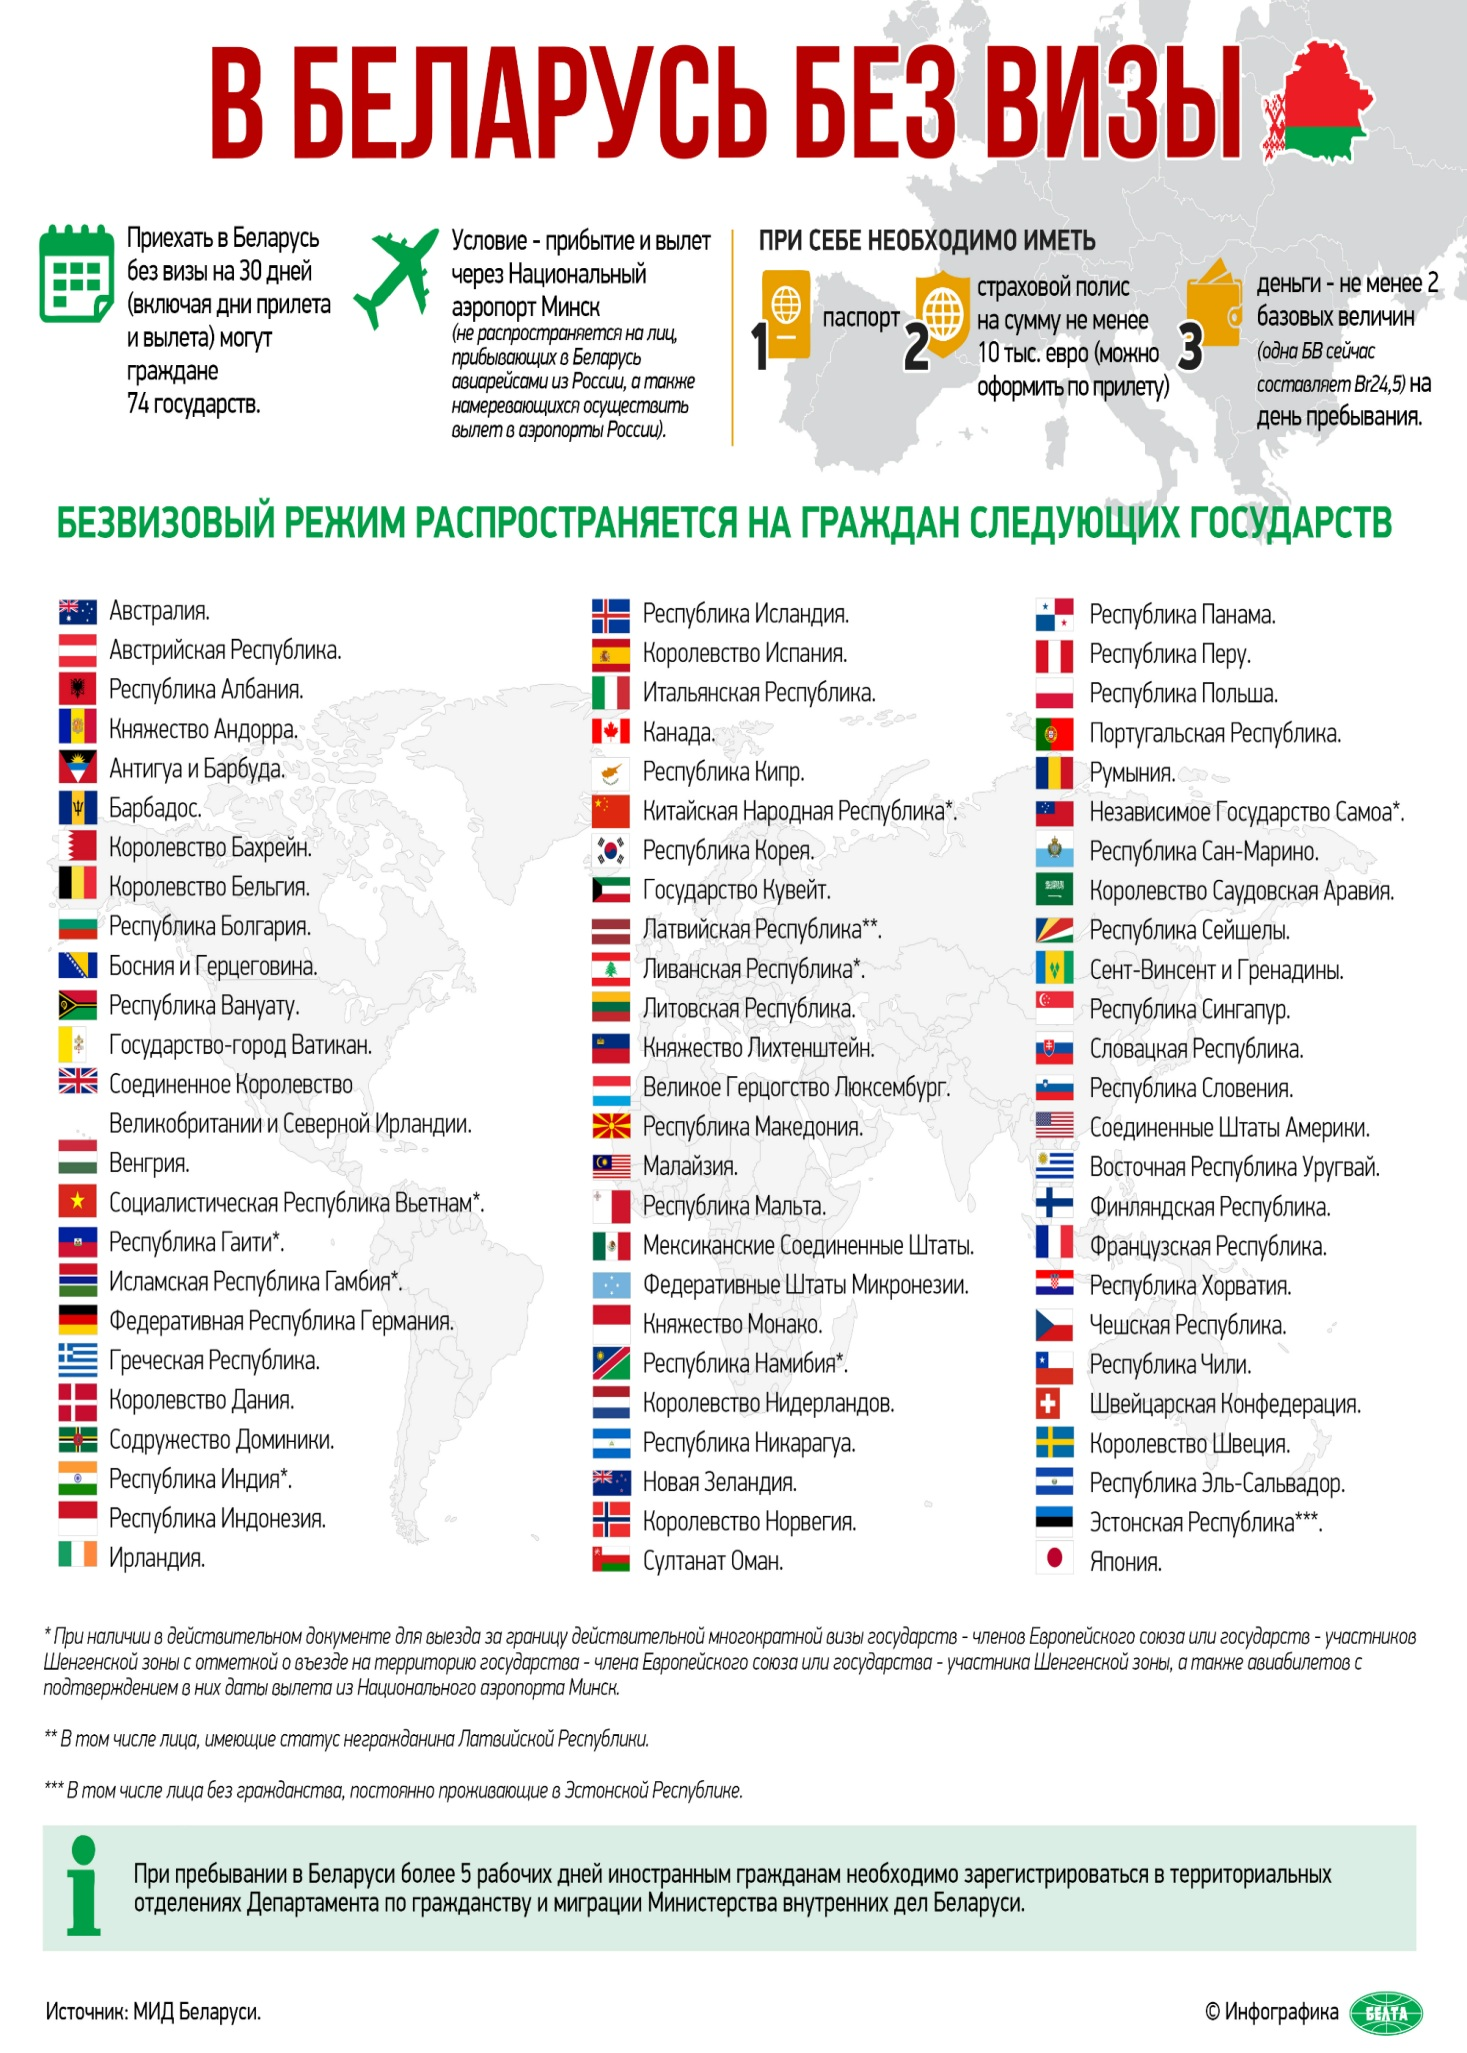 В БЕЛАРУСЬ БЕЗ ВИЗЫ
Приехать в Беларусь
без визы на 30 дней
(включая дни прилета
и вылета) могут
граждане
74 государств.
Условие - прибытие и вылет
через Национальный
аэропорт Минск
(не распространяется на лиц,
прибывающих в Беларусь
авиарейсами из России, а также
намеревающихся осуществить
вылет в аэропорты России).
ПРИ СЕБЕ НЕОБХОДИМО ИМЕТЬ
1
паспорт
2
страховой полис
на сумму не менее
10 тыс. евро (можно
оформить по прилету)
3
деньги - не менее 2
базовых величин
(одна БВ сейчас
составляет Br24,5) на
день пребывания.
БЕЗВИЗОВЫЙ РЕЖИМ РАСПРОСТРАНЯЕТСЯ НА ГРАЖДАН СЛЕДУЮЩИХ ГОСУДАРСТВ
Австралия.
Австрийская Республика.
Республика Албания.
Княжество Андорра.
Антигуа и Барбуда.
Барбадос.
Королевство Бахрейн.
Королевство Бельгия.
Республика Болгария.
Босния и Герцеговина.
Республика Вануату.
Государство-город Ватикан.
Соединенное Королевство
Великобритании и Северной Ирландии.
Венгрия.
Социалистическая Республика Вьетнам*.
Республика Гаити*.
Исламская Республика Гамбия*.
Федеративная Республика Германия.
Греческая Республика.
Королевство Дания.
Содружество Доминики.
Республика Индия*.
Республика Индонезия.
Ирландия.
Республика Исландия.
Королевство Испания.
Итальянская Республика.
Канада.
Республика Кипр.
Китайская Народная Республика*.
Республика Корея.
Государство Кувейт.
Латвийская Республика**.
Ливанская Республика*.
Литовская Республика.
Княжество Лихтенштейн.
Великое Герцогство Люксембург.
Республика Македония.
Малайзия.
Республика Мальта.
Мексиканские Соединенные Штаты.
Федеративные Штаты Микронезии.
Княжество Монако.
Республика Намибия*.
Королевство Нидерландов.
Республика Никарагуа.
Новая Зеландия.
Королевство Норвегия.
Султанат Оман.
Республика Панама.
Республика Перу.
Республика Польша.
Португальская Республика.
Румыния.
Независимое Государство Самоа*.
Республика Сан-Марино.
Королевство Саудовская Аравия.
Республика Сейшелы.
Сент-Винсент и Гренадины.
Республика Сингапур.
Словацкая Республика.
Республика Словения.
Соединенные Штаты Америки.
Восточная Республика Уругвай.
Финляндская Республика.
Французская Республика.
Республика Хорватия.
Чешская Республика.
Республика Чили.
Швейцарская Конфедерация.
Королевство Швеция.
Республика Эль-Сальвадор.
Эстонская Республика***.
Япония.
* При наличии в действительном документе для выезда за границу действительной многократной визы государств - членов Европейского союза или государств - участников
Шенгенской зоны с отметкой о въезде на территорию государства - члена Европейского союза или государства - участника Шенгенской зоны, а также авиабилетов с
подтверждением в них даты вылета из Национального аэропорта Минск.
** В том числе лица, имеющие статус негражданина Латвийской Республики.
*** В том числе лица без гражданства, постоянно проживающие в Эстонской Республике.
При пребывании в Беларуси более 5 рабочих дней иностранным гражданам необходимо зарегистрироваться в территориальных
отделениях Департамента по гражданству и миграции Министерства внутренних дел Беларуси.
Источник: МИД Беларуси.
© Инфографика БЕЛТА